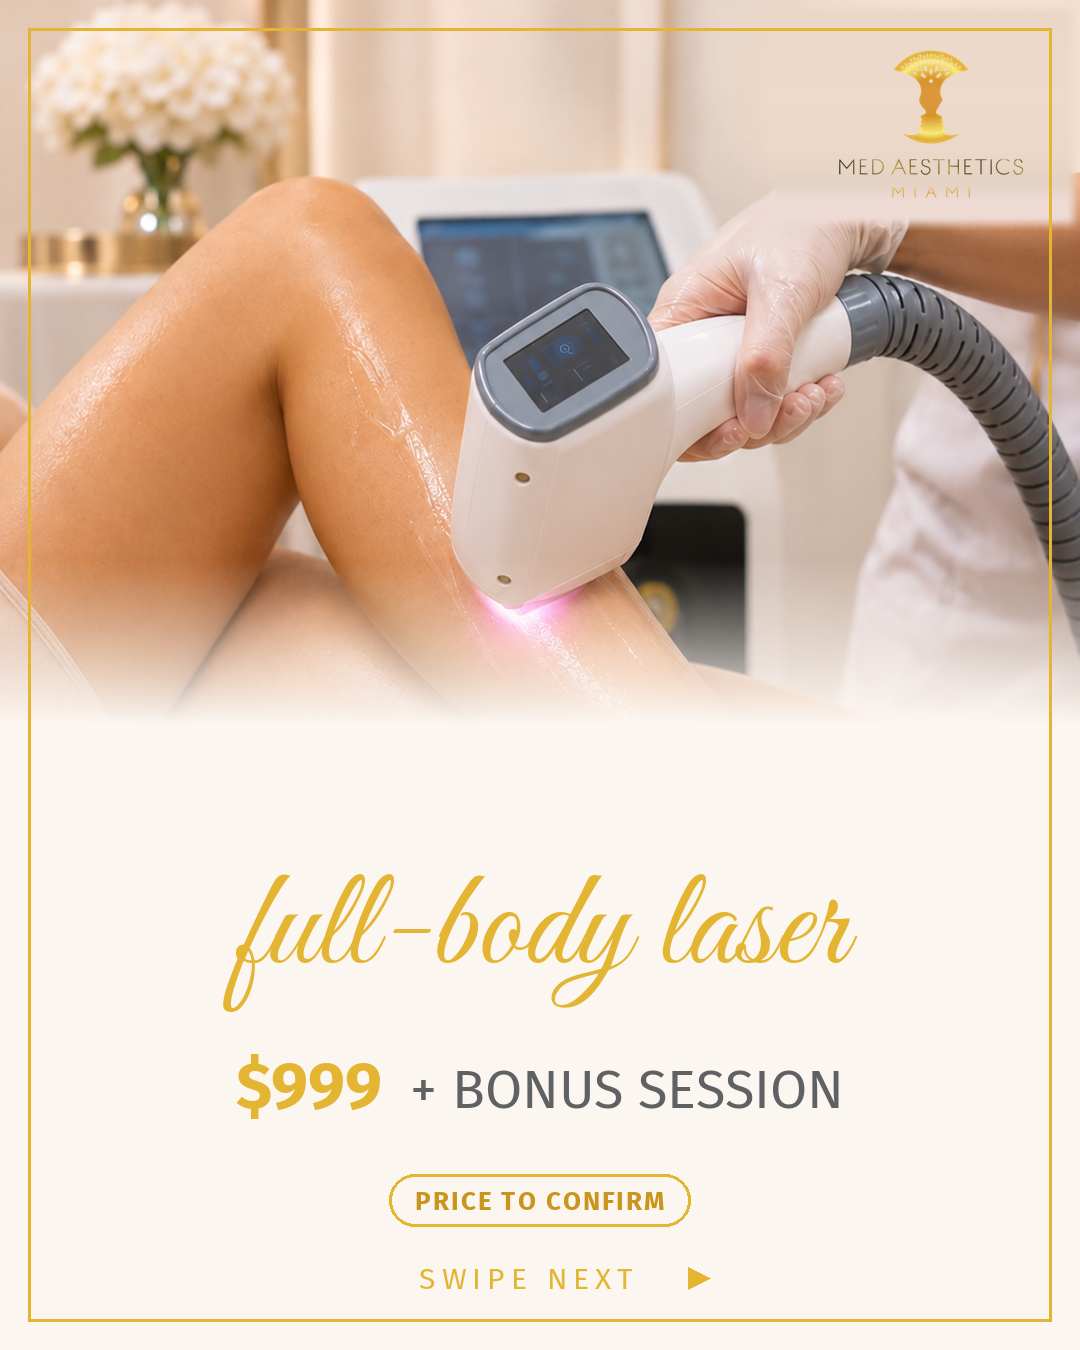 MED AESTHETICS
MIAMI
full-body laser
$999 + BONUS SESSION
PRICE TO CONFIRM
SWIPE NEXT